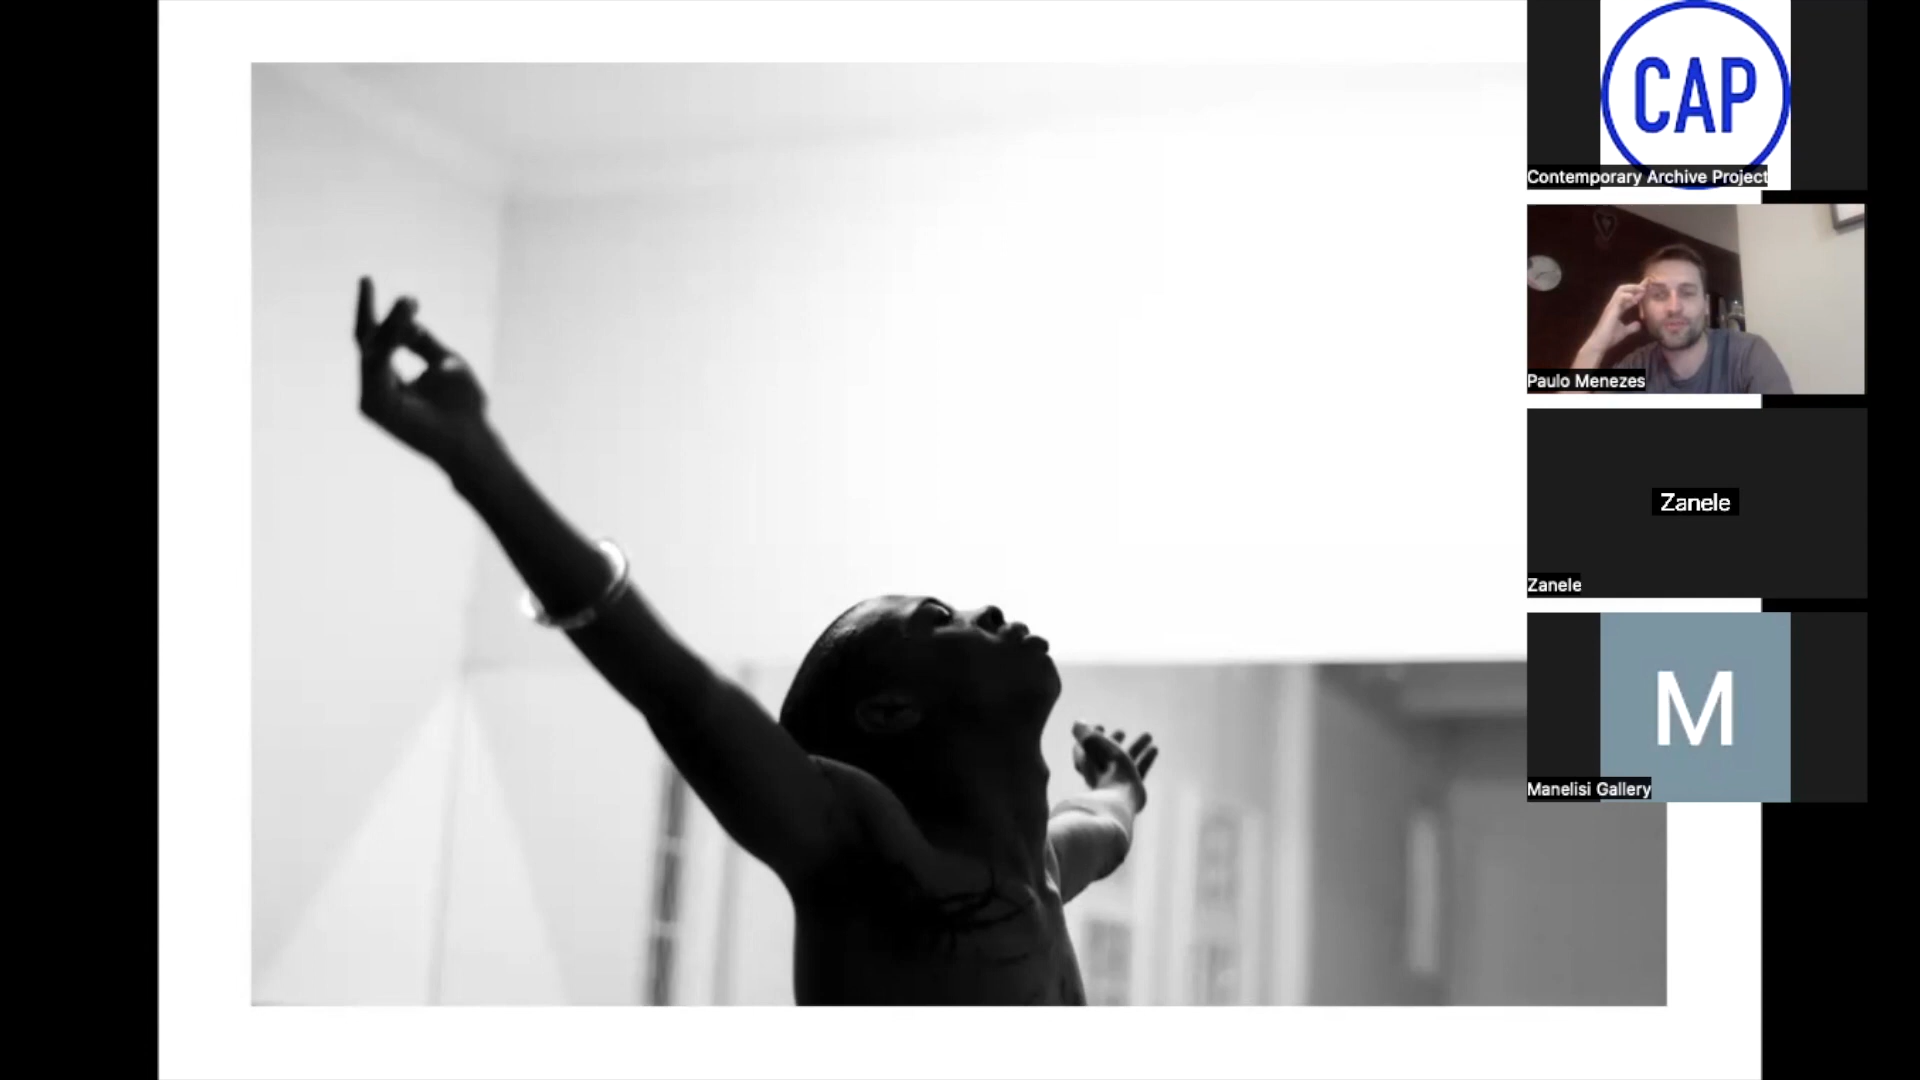 CAP
Contemporary Archive Project
Paulo Menezes
Zanele
Zanele
M
Manelisi Gallery